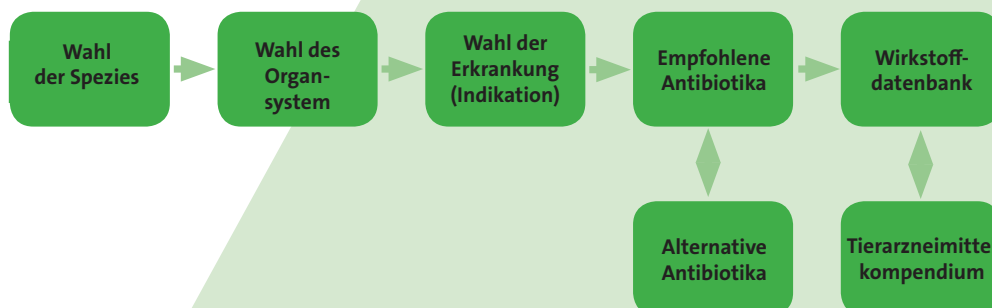 Wahl
der Spezies
Wahl des
Organ-
system
Wahl der
Erkrankung
(Indikation)
Empfohlene
Antibiotika
Wirkstoff-
datenbank
Alternative
Antibiotika
Tierarzneimitte
kompendium